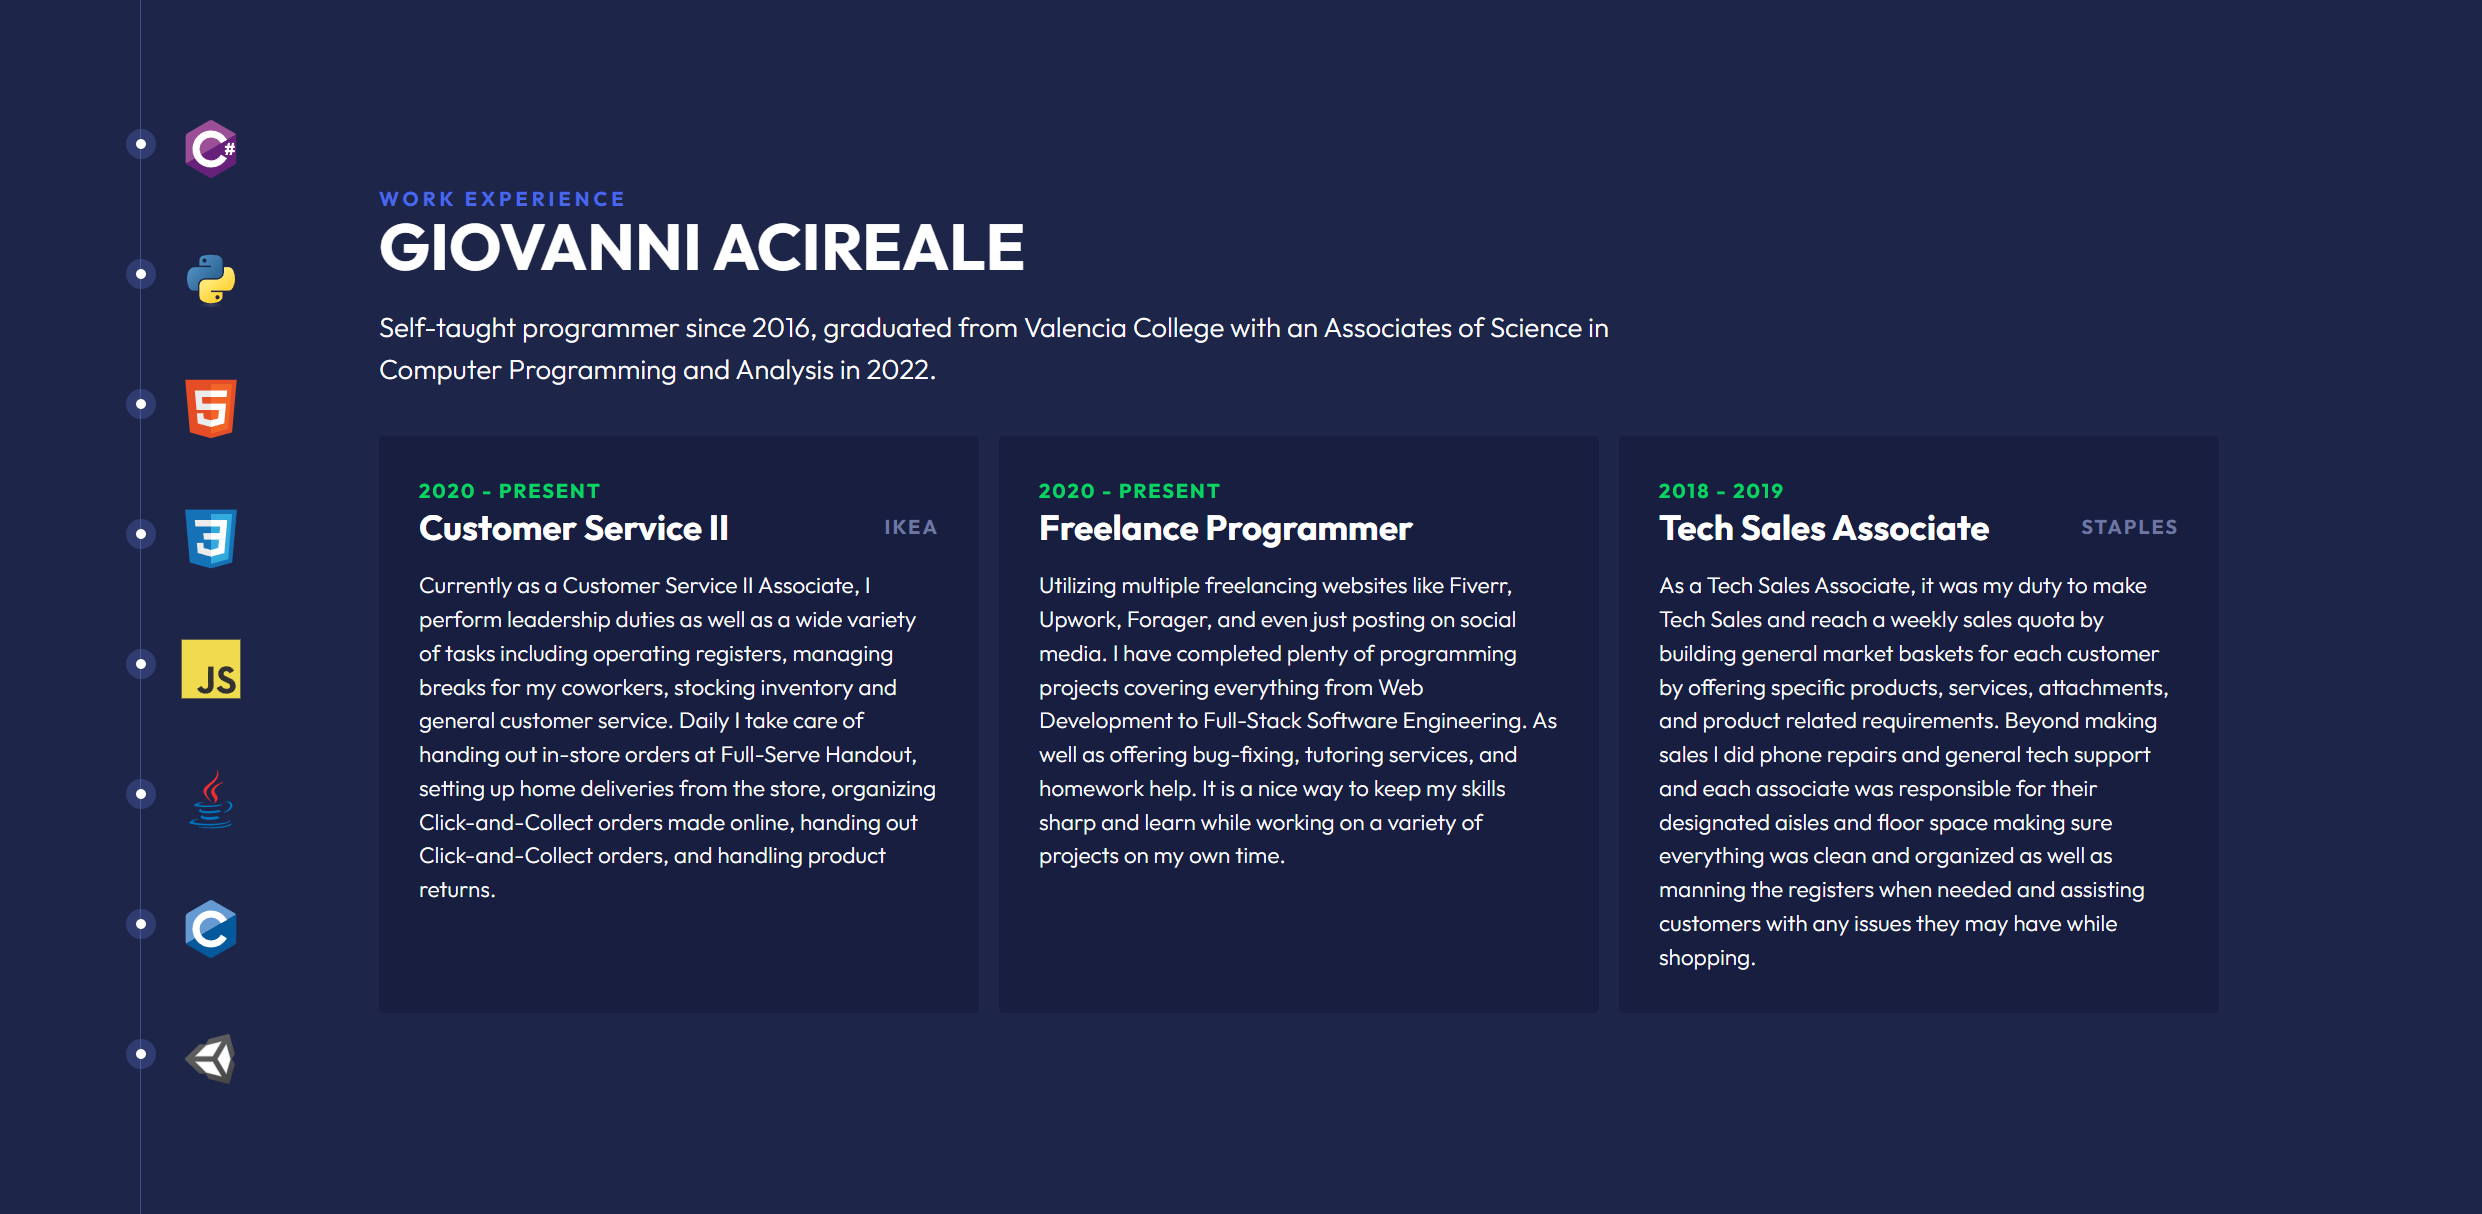 C#
5
3
JS
C
WORK EXPERIENCE
GIOVANNI ACIREALE
Self-taught programmer since 2016, graduated from Valencia College with an Associates of Science in
Computer Programming and Analysis in 2022.
2020 - PRESENT
Customer Service II
IKEA
Currently as a Customer Service II Associate, I
perform leadership duties as well as a wide variety
of tasks including operating registers, managing
breaks for my coworkers, stocking inventory and
general customer service. Daily I take care of
handing out in-store orders at Full-Serve Handout,
setting up home deliveries from the store, organizing
Click-and-Collect orders made online, handing out
Click-and-Collect orders, and handling product
returns.
2020 - PRESENT
Freelance Programmer
Utilizing multiple freelancing websites like Fiverr,
Upwork, Forager, and even just posting on social
media. I have completed plenty of programming
projects covering everything from Web
Development to Full-Stack Software Engineering. As
well as offering bug-fixing, tutoring services, and
homework help. It is a nice way to keep my skills
sharp and learn while working on a variety of
projects on my own time.
2018 - 2019
Tech Sales Associate
STAPLES
As a Tech Sales Associate, it was my duty to make
Tech Sales and reach a weekly sales quota by
building general market baskets for each customer
by offering specific products, services, attachments,
and product related requirements. Beyond making
sales I did phone repairs and general tech support
and each associate was responsible for their
designated aisles and floor space making sure
everything was clean and organized as well as
manning the registers when needed and assisting
customers with any issues they may have while
shopping.